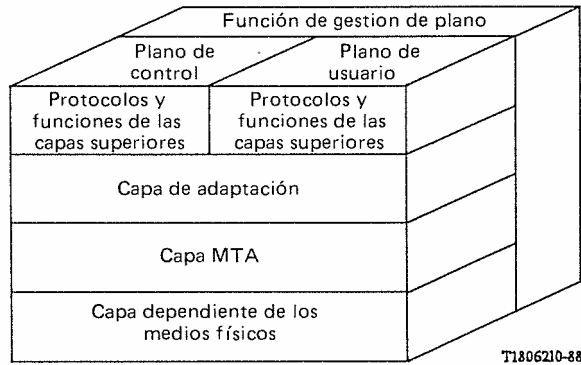 Función de gestion de plano
Plano de
control
Plano de
usuario
Protocolos y
funciones de las
capas superiores
Protocolos y
funciones de las
capas superiores
Capa de adaptación
Capa MTA
Capa dependiente de los
medios físicos
T1806210-88